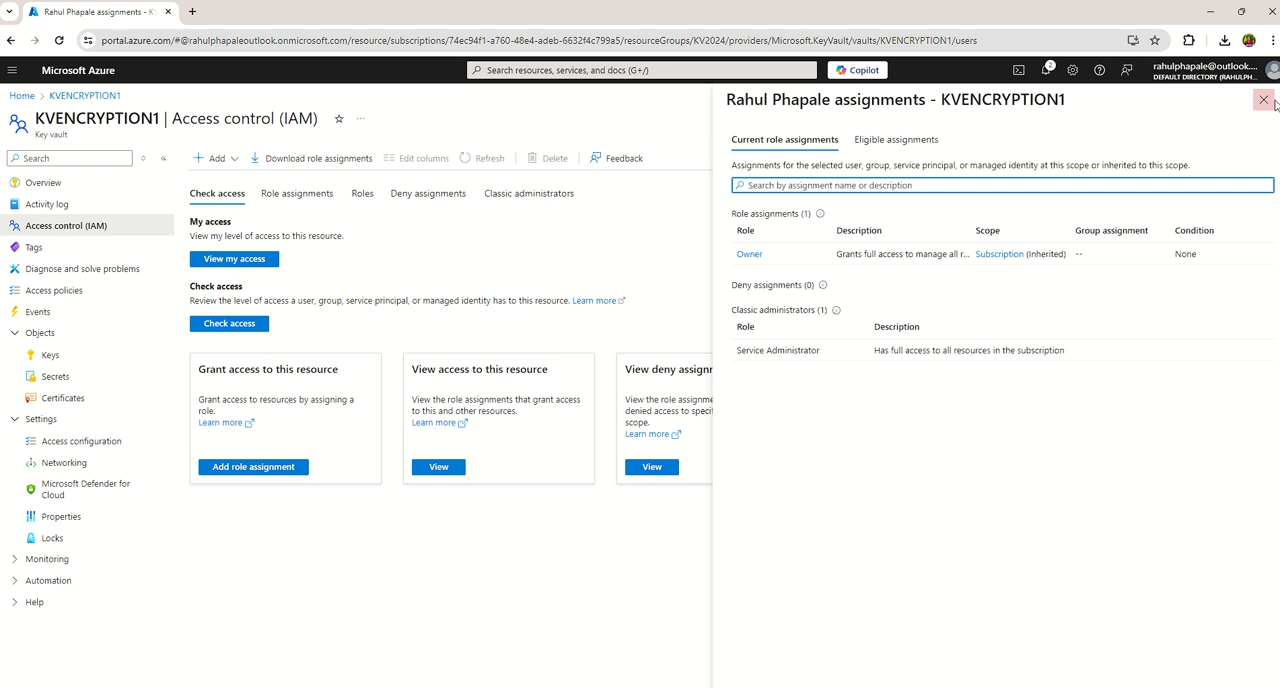 Rahul Phapale assignments - KV
portal.azure.com/#@rahulphapaleoutlook.onmicrosoft.com/resource/subscriptions/74ec94f1-a760-48e4-adeb-6632f4c799a5/resourceGroups/KV2024/providers/Microsoft.KeyVault/vaults/KVENCRYPTION1/users
Microsoft Azure
Search resources, services, and docs (G+/)
Copilot
2
rahulphapale@outlook....
DEFAULT DIRECTORY (RAHULPH...
Home > KVENCRYPTION1
KVENCRYPTION1 | Access control (IAM)
Key vault
Search
Overview
Activity log
Access control (IAM)
Tags
Diagnose and solve problems
Access policies
Events
Objects
Keys
Secrets
Certificates
Settings
Access configuration
Networking
Microsoft Defender for
Cloud
Properties
Locks
Monitoring
Automation
Help
Add
Download role assignments
Edit columns
Refresh
Delete
Feedback
Check access
Role assignments
Roles
Deny assignments
Classic administrators
My access
View my level of access to this resource.
View my access
Check access
Review the level of access a user, group, service principal, or managed identity has to this resource. Learn more
Check access
Grant access to this resource
Grant access to resources by assigning a
role.
Learn more
Add role assignment
View access to this resource
View the role assignments that grant access
to this and other resources.
Learn more
View
View deny assignn
View the role assignme
denied access to specif
scope.
Learn more
View
Rahul Phapale assignments - KVENCRYPTION1
Current role assignments
Eligible assignments
Assignments for the selected user, group, service principal, or managed identity at this scope or inherited to this scope.
Search by assignment name or description
Role assignments (1)
Role Description Scope Group assignment Condition
Owner Grants full access to manage all r... Subscription (Inherited) -- None
Deny assignments (0)
Classic administrators (1)
Role Description
Service Administrator Has full access to all resources in the subscription